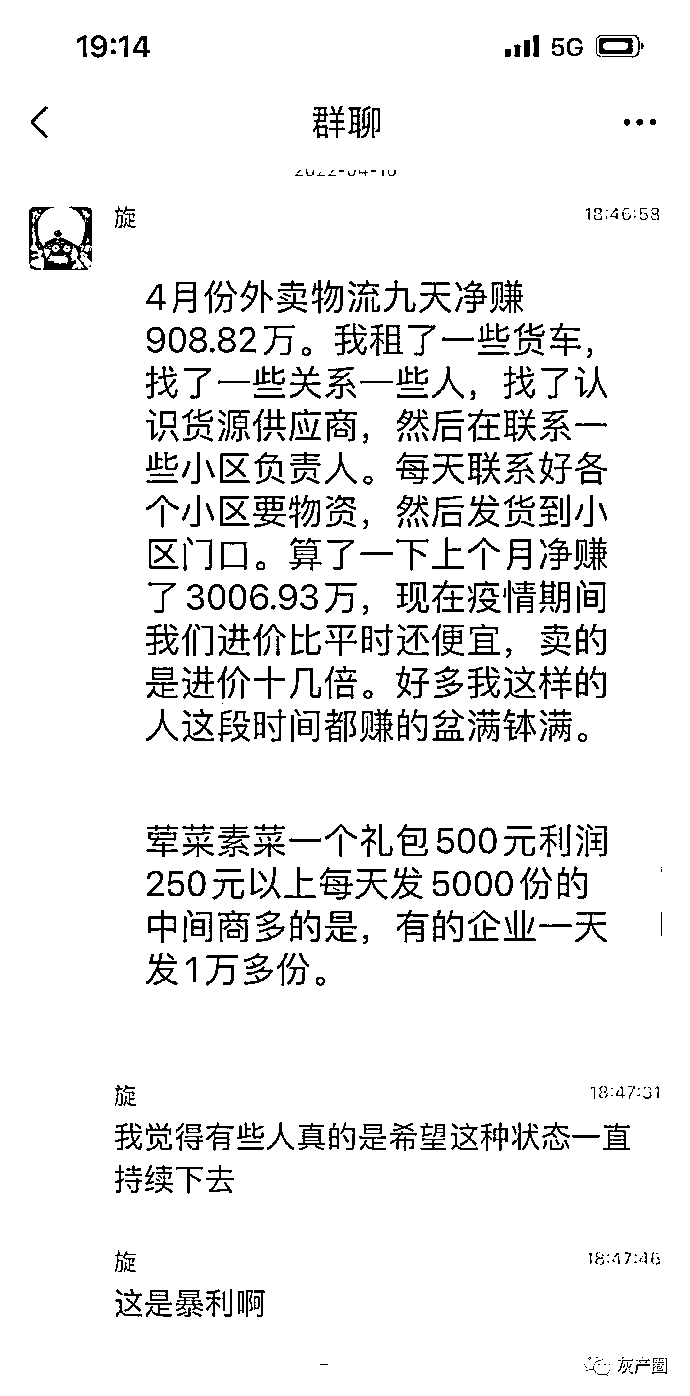 19:14
5G
群聊
2022-04-10
旋
18:46:58
4月份外卖物流九天净赚
908.82万。我租了一些货车，
找了一些关系一些人，找了认
识货源供应商，然后在联系一
些小区负责人。每天联系好各
个小区要物资，然后发货到小
区门口。算了一下上个月净赚
了3006.93万，现在疫情期间
我们进价比平时还便宜，卖的
是进价十几倍。好多我这样的
人这段时间都赚的盆满钵满。
荤菜素菜一个礼包500元利润
250元以上每天发5000份的
中间商多的是，有的企业一天
发1万多份。
旋
18:47:31
我觉得有些人真的是希望这种状态一直
持续下去
旋
18:47:46
这是暴利啊
灰产圈